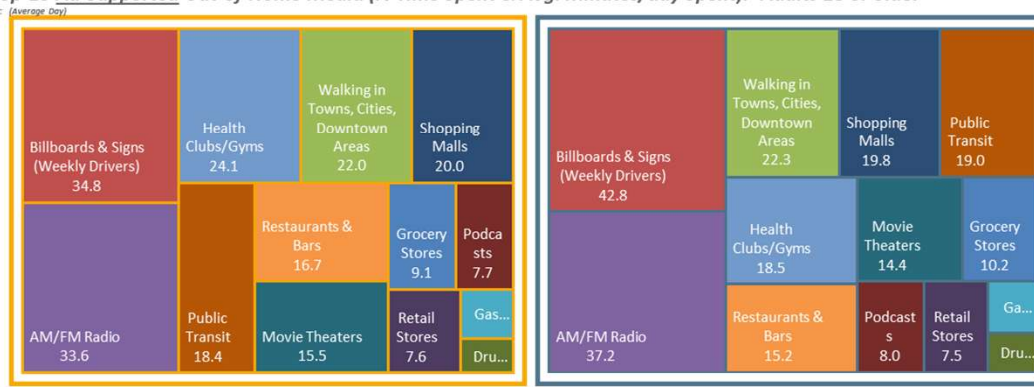 Ad-Supported
(Average Day)
Billboards & Signs
(Weekly Drivers)
34.8
Health
Clubs/Gyms
24.1
Walking in
Towns, Cities,
Downtown
Areas
22.0
Shopping
Malls
20.0
AM/FM Radio
33.6
Public
Transit
18.4
Restaurants &
Bars
16.7
Movie Theaters
15.5
Grocery
Stores
9.1
Podca
sts
7.7
Retail
Stores
7.6
Gas...
Dru...
Billboards & Signs
(Weekly Drivers)
42.8
Walking in
Towns, Cities,
Downtown
Areas
22.3
Shopping
Malls
19.8
Public
Transit
19.0
AM/FM Radio
37.2
Health
Clubs/Gyms
18.5
Movie
Theaters
14.4
Grocery
Stores
10.2
Restaurants &
Bars
15.2
Podcast
s
8.0
Retail
Stores
7.5
Ga...
Dru...